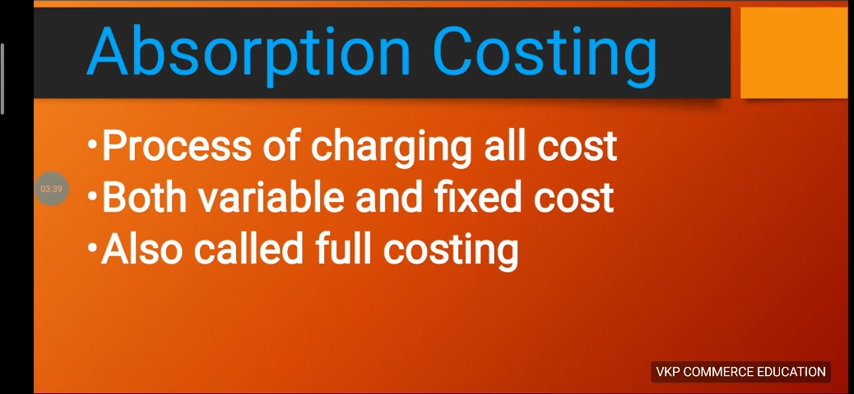 Absorption Costing
•Process of charging all cost
•Both variable and fixed cost
•Also called full costing
03:39
VKP COMMERCE EDUCATION